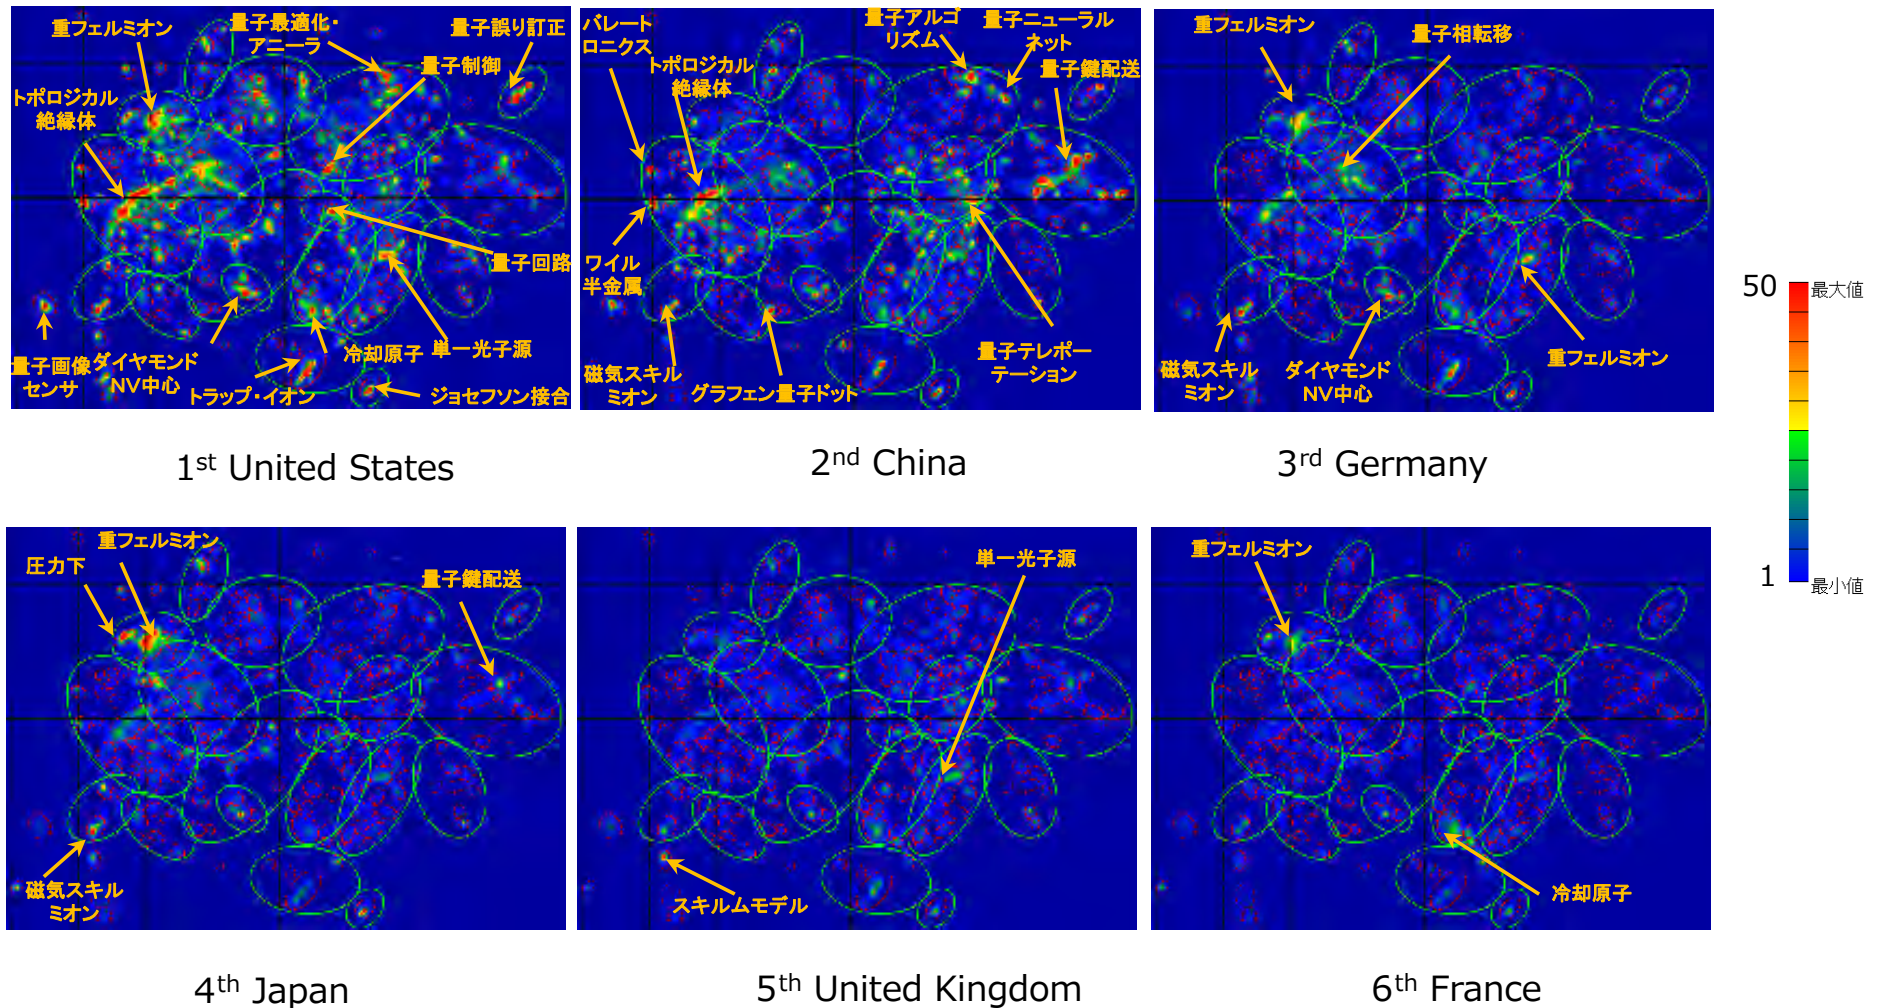 重フェルミオン
量子最適化・
アニーラ
量子誤り訂正
量子制御
トポロジカル
絶縁体
量子回路
量子画像
センサ
ダイヤモンド
NV中心
トラップ・イオン
冷却原子
単一光子源
ジョセフソン接合
1st United States
バレート
ロニクス
トポロジカル
絶縁体
量子アルゴ
リズム
量子ニューラル
ネット
量子鍵配送
ワイル
半金属
磁気スキル
ミオン
グラフェン量子ドット
量子テレポー
テーション
2nd China
重フェルミオン
量子相転移
磁気スキル
ミオン
ダイヤモンド
NV中心
重フェルミオン
3rd Germany
50 最大値
1 最小値
重フェルミオン
圧力下
量子鍵配送
磁気スキル
ミオン
4th Japan
単一光子源
スキルムモデル
5th United Kingdom
重フェルミオン
冷却原子
6th France